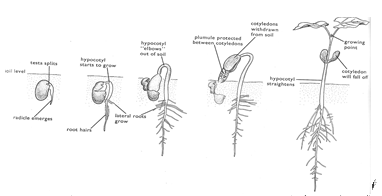 testa splits
oil level
radicle emerges
hypocotyl
starts to grow
root hairs
lateral roots
grow
hypocotyl
"elbows"
out of soil
plumule protected
between cotyledons
cotyledons
withdrawn
from soil
hypocotyl
straightens
growing
point
cotyledon
will fall off